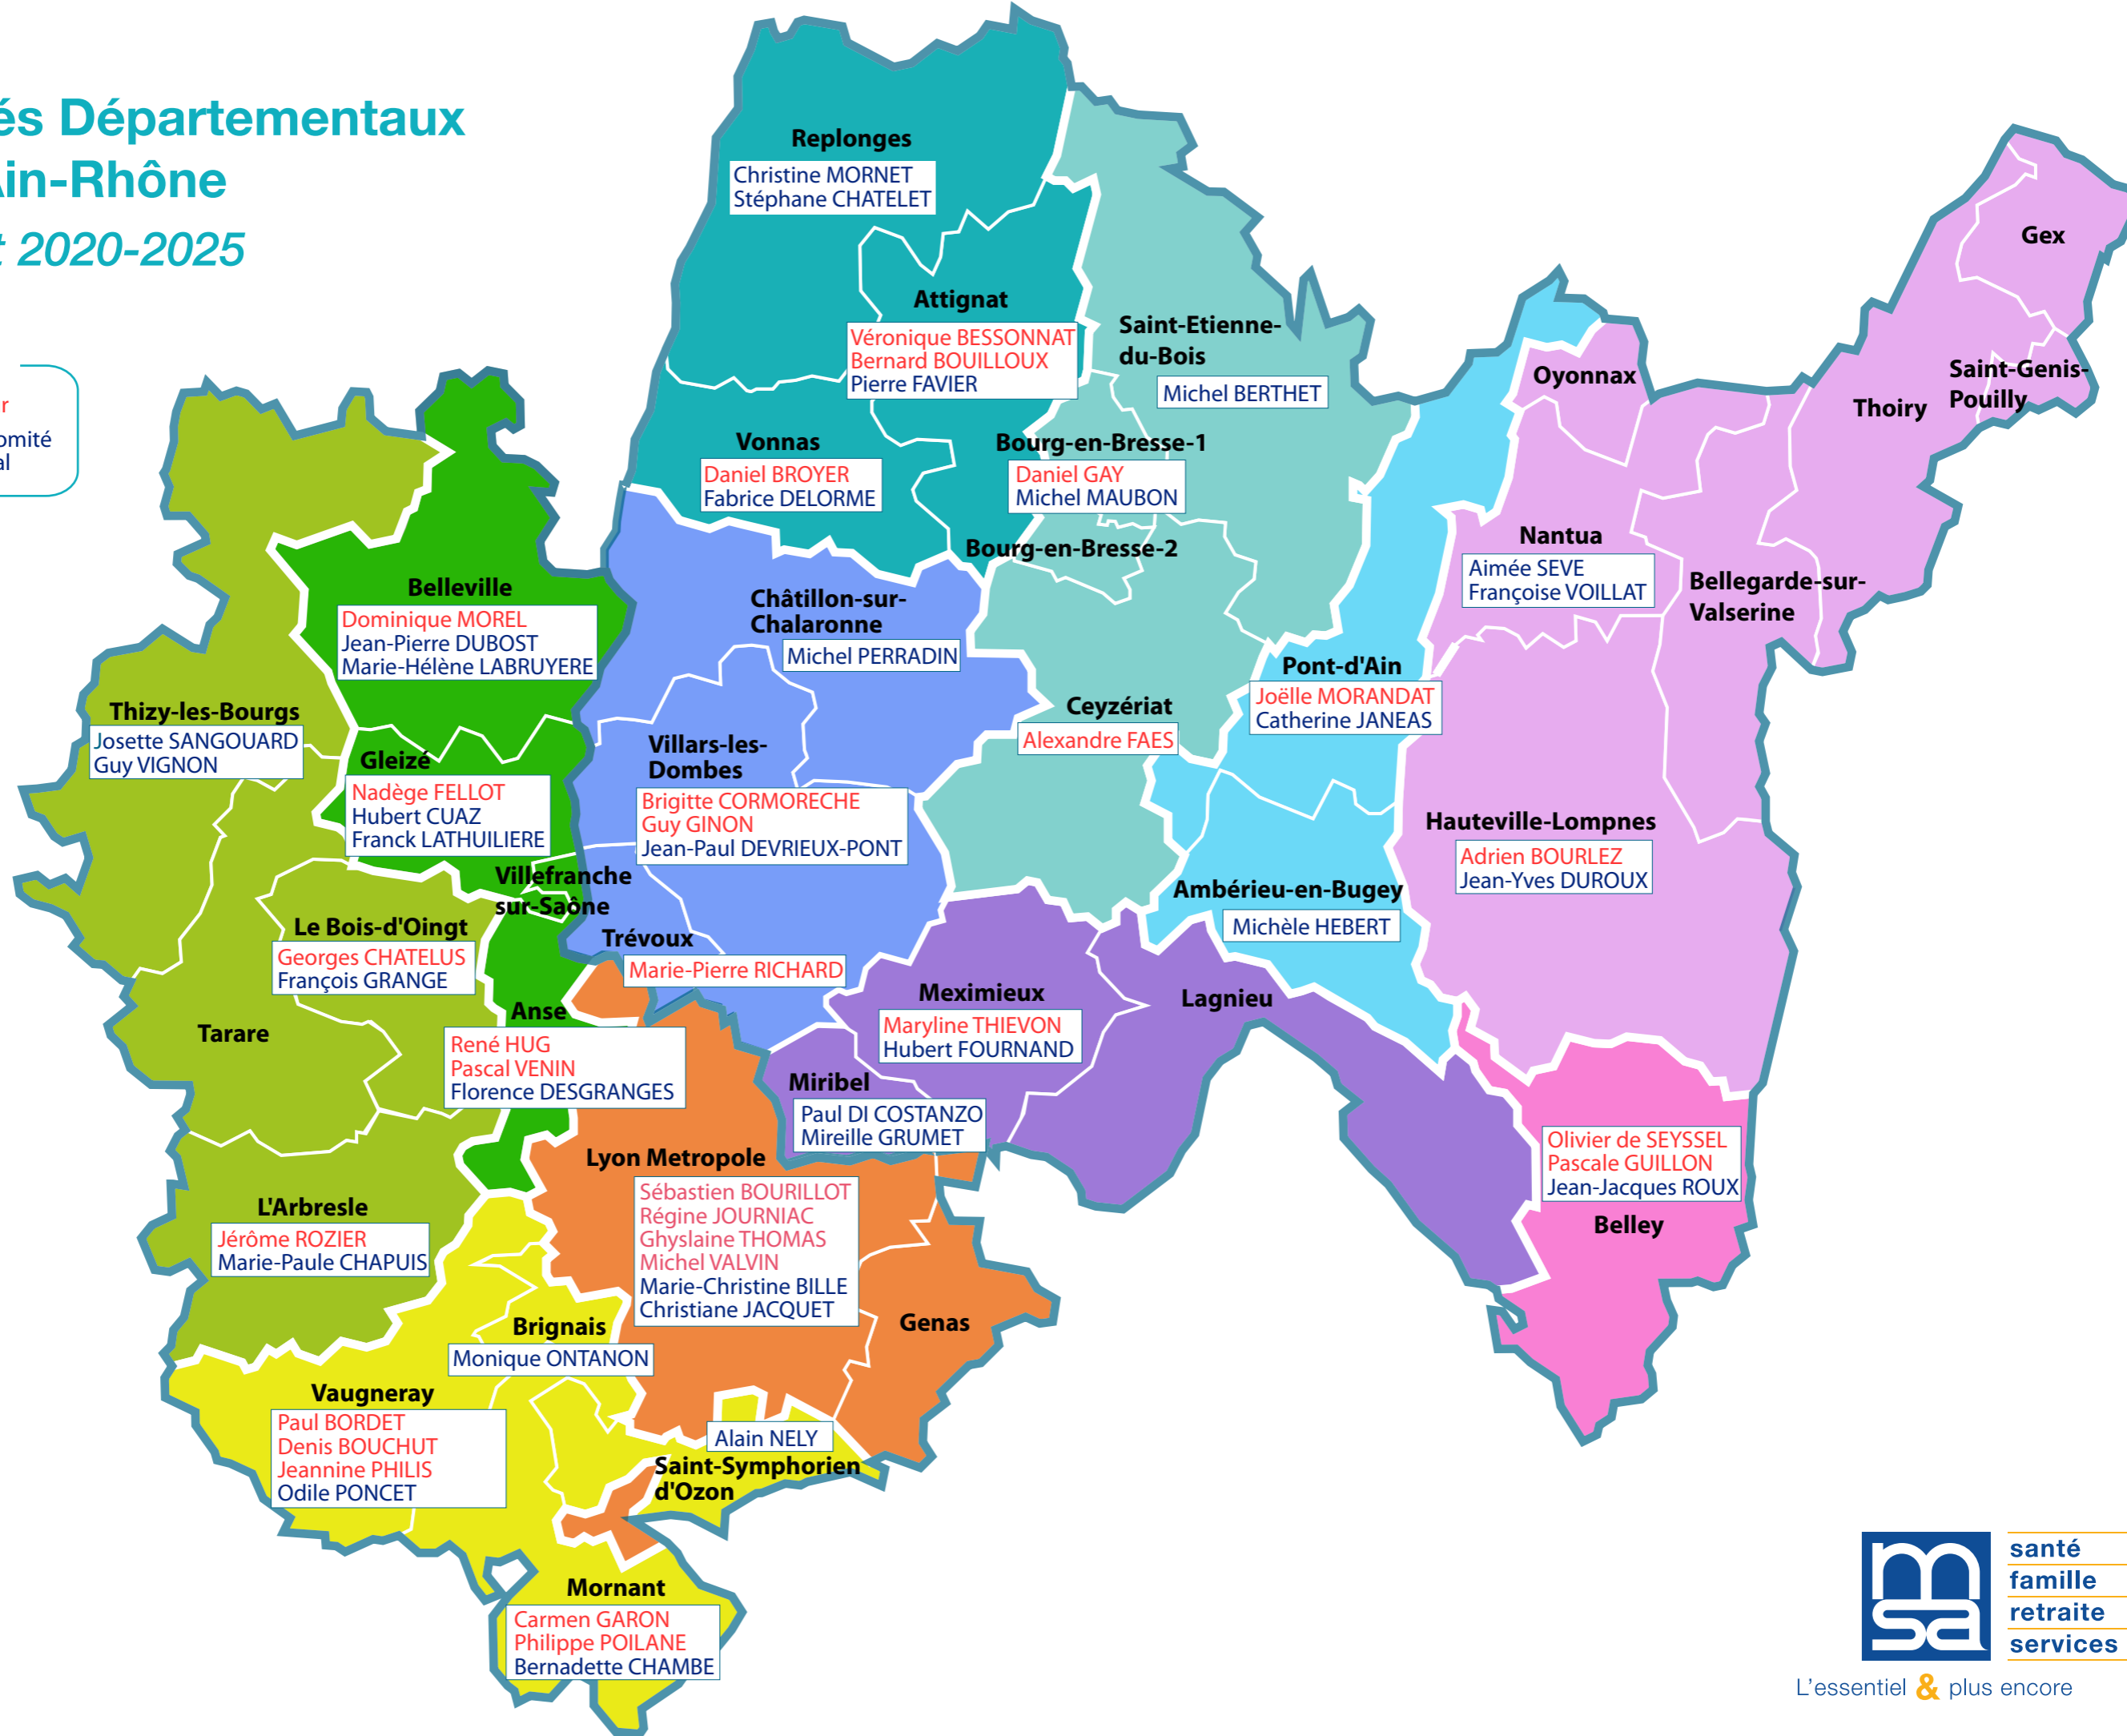 és Départementaux
Ain-Rhône
t 2020-2025
r
omité
al
Replonges
Christine MORNET
Stéphane CHATELET
Attignat
Véronique BESSONNAT
Bernard BOUILLOUX
Pierre FAVIER
Saint-Etienne-
du-Bois
Michel BERTHET
Vonnas
Daniel BROYER
Fabrice DELORME
Bourg-en-Bresse-1
Daniel GAY
Michel MAUBON
Bourg-en-Bresse-2
Gex
Saint-Genis-
Pouilly
Thoiry
Oyonnax
Nantua
Aimée SEVE
Françoise VOILLAT
Bellegarde-sur-
Valserine
Belleville
Dominique MOREL
Jean-Pierre DUBOST
Marie-Hélène LABRUYERE
Châtillon-sur-
Chalaronne
Michel PERRADIN
Pont-d'Ain
Joëlle MORANDAT
Catherine JANEAS
Ceyzériat
Alexandre FAES
Thizy-les-Bourgs
Josette SANGOUARD
Guy VIGNON
Gleizé
Nadège FELLOT
Hubert CUAZ
Franck LATHUILIERE
Villars-les-
Dombes
Brigitte CORMORECHE
Guy GINON
Jean-Paul DEVRIEUX-PONT
Hauteville-Lompnes
Adrien BOURLEZ
Jean-Yves DUROUX
Villefranche
sur-Saône
Ambérieu-en-Bugey
Michèle HEBERT
Le Bois-d'Oingt
Georges CHATELUS
François GRANGE
Trévoux
Marie-Pierre RICHARD
Tarare
Anse
René HUG
Pascal VENIN
Florence DESGRANGES
Meximieux
Maryline THIEVON
Hubert FOURNAND
Lagnieu
Miribel
Paul DI COSTANZO
Mireille GRUMET
Olivier de SEYSSEL
Pascale GUILLON
Jean-Jacques ROUX
Belley
L'Arbresle
Jérôme ROZIER
Marie-Paule CHAPUIS
Lyon Metropole
Sébastien BOURILLOT
Régine JOURNIAC
Ghyslaine THOMAS
Michel VALVIN
Marie-Christine BILLE
Christiane JACQUET
Genas
Brignais
Monique ONTANON
Vaugneray
Paul BORDET
Denis BOUCHUT
Jeannine PHILIS
Odile PONCET
Alain NELY
Saint-Symphorien
d'Ozon
Mornant
Carmen GARON
Philippe POILANE
Bernadette CHAMBE
msa
santé
famille
retraite
services
L'essentiel & plus encore